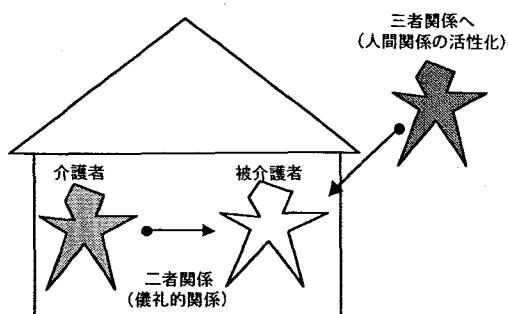 三者関係へ
（人間関係の活性化）
介護者
被介護者
二者関係
（儀礼的関係）